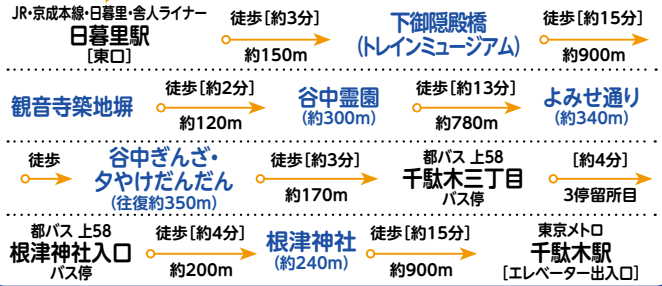 JR・京成本線・日暮里・舎人ライナー
日暮里駅
[東口]
徒歩[約3分]
約150m
下御隠殿橋
(トレインミュージアム)
徒歩[約15分]
約900m
観音寺築地塀
徒歩[約2分]
約120m
谷中霊園
(約300m)
徒歩[約13分]
約780m
よみせ通り
(約340m)
徒歩
谷中ぎんざ・
夕やけだんだん
(往復約350m)
徒歩[約3分]
約170m
都バス 上58
千駄木三丁目
バス停
[約4分]
3停留所目
都バス 上58
根津神社入口
バス停
徒歩[約4分]
約200m
根津神社
(約240m)
徒歩[約15分]
約900m
東京メトロ
千駄木駅
[エレベーター出入口]